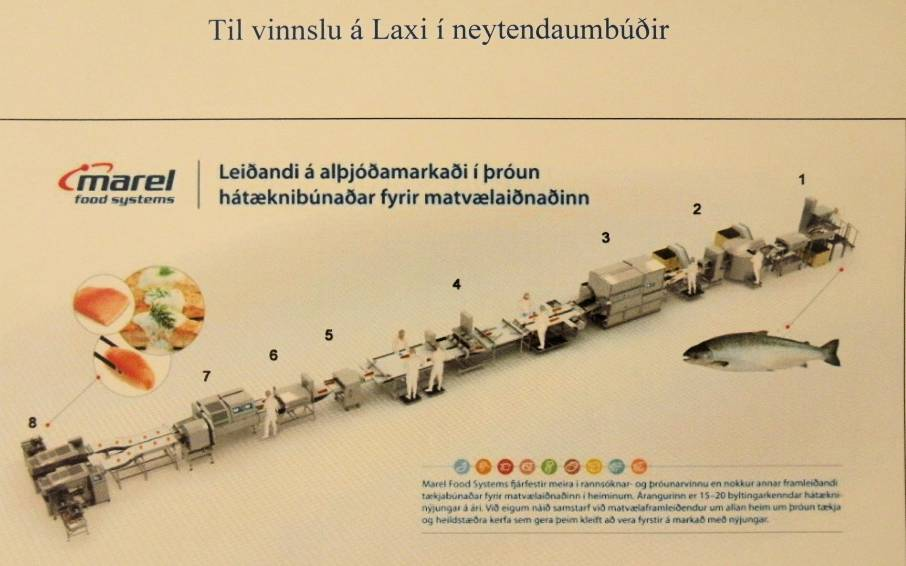 Til vinnslu á Laxi í neytendaumbúðir
marel
food systems
Leiðandi á alþjóðamarkaði í þróun
hátæknibúnaðar fyrir matvælaiðnaðinn
1
2
3
4
5
6
7
8
Marel Food Systems fjárfestir meira í rannsóknar- og þróunarvinnu en nokkur annar framleiðandi
tækjabúnaðar fyrir matvælaiðnaðinn í heiminum. Árangurinn er 15–20 byltingarkenndar hátækni-
nýjungar á ári. Við eigum náið samstarf við matvælaframleiðendur um allan heim um þróun tækja
og heildstæðra kerfa sem gera þeim kleift að vera fyrstir á markað með nýjungar.